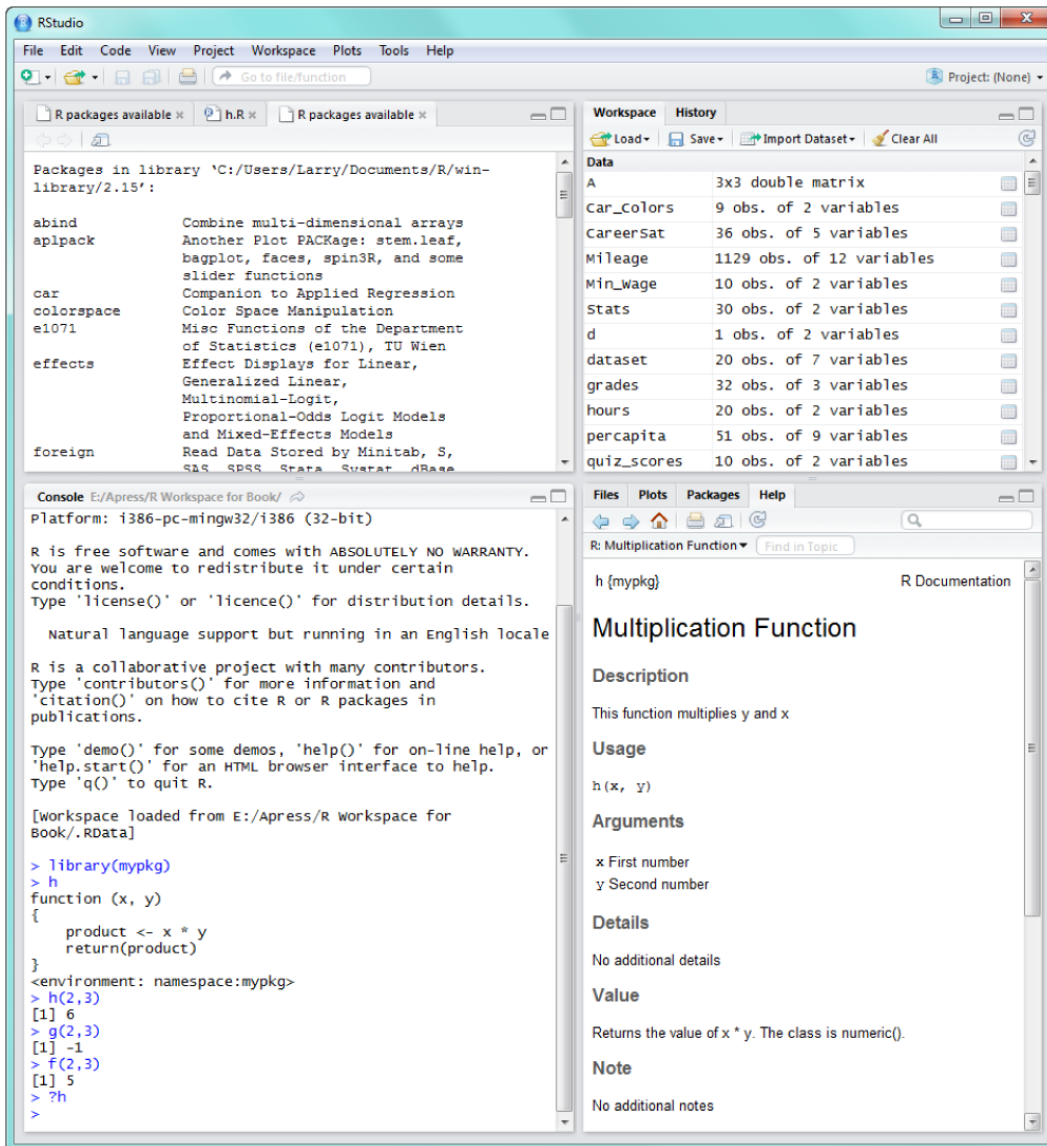 RStudio
File Edit Code View Project Workspace Plots Tools Help
Go to file/function
Project: (None)
R packages available
h.R
R packages available
Packages in library 'C:/Users/Larry/Documents/R/win-
library/2.15':
abind Combine multi-dimensional arrays
aplpack Another Plot PACKage: stem.leaf,
bagplot, faces, spin3R, and some
slider functions
car Companion to Applied Regression
colorspace Color Space Manipulation
e1071 Misc Functions of the Department
of Statistics (e1071), TU Wien
effects Effect Displays for Linear,
Generalized Linear,
Multinomial-Logit,
Proportional-Odds Logit Models
and Mixed-Effects Models
foreign Read Data Stored by Minitab, S,
SAS, SPSS, Stata, Systat, dBase
Workspace History
Load Save Import Dataset Clear All
Data
A 3x3 double matrix
Car_Colors 9 obs. of 2 variables
CareerSat 36 obs. of 5 variables
Mileage 1129 obs. of 12 variables
Min_Wage 10 obs. of 2 variables
Stats 30 obs. of 2 variables
d 1 obs. of 2 variables
dataset 20 obs. of 7 variables
grades 32 obs. of 3 variables
hours 20 obs. of 2 variables
percapita 51 obs. of 9 variables
quiz_scores 10 obs. of 2 variables
Console E:/Apress/R Workspace for Book/
Platform: i386-pc-mingw32/i386 (32-bit)
R is free software and comes with ABSOLUTELY NO WARRANTY.
You are welcome to redistribute it under certain
conditions.
Type 'license()' or 'licence()' for distribution details.
Natural language support but running in an English locale
R is a collaborative project with many contributors.
Type 'contributors()' for more information and
'citation()' on how to cite R or R packages in
publications.
Type 'demo()' for some demos, 'help()' for on-line help, or
'help.start()' for an HTML browser interface to help.
Type 'q()' to quit R.
[Workspace loaded from E:/Apress/R Workspace for
Book/.RData]
> library(mypkg)
> h
function (x, y)
{
product <- x * y
return(product)
}
<environment: namespace:mypkg>
> h(2,3)
[1] 6
> g(2,3)
[1] -1
> f(2,3)
[1] 5
> ?h
>
Files Plots Packages Help
R: Multiplication Function Find in Topic
h {mypkg} R Documentation
Multiplication Function
Description
This function multiplies y and x
Usage
h(x, y)
Arguments
x First number
y Second number
Details
No additional details
Value
Returns the value of x * y. The class is numeric().
Note
No additional notes